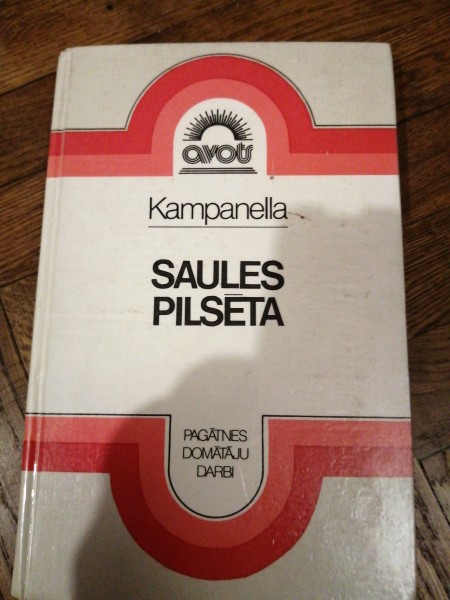 avots
Kampanella
SAULES
PILSĒTA
PAGĀTNES
DOMĀTĀJU
DARBI